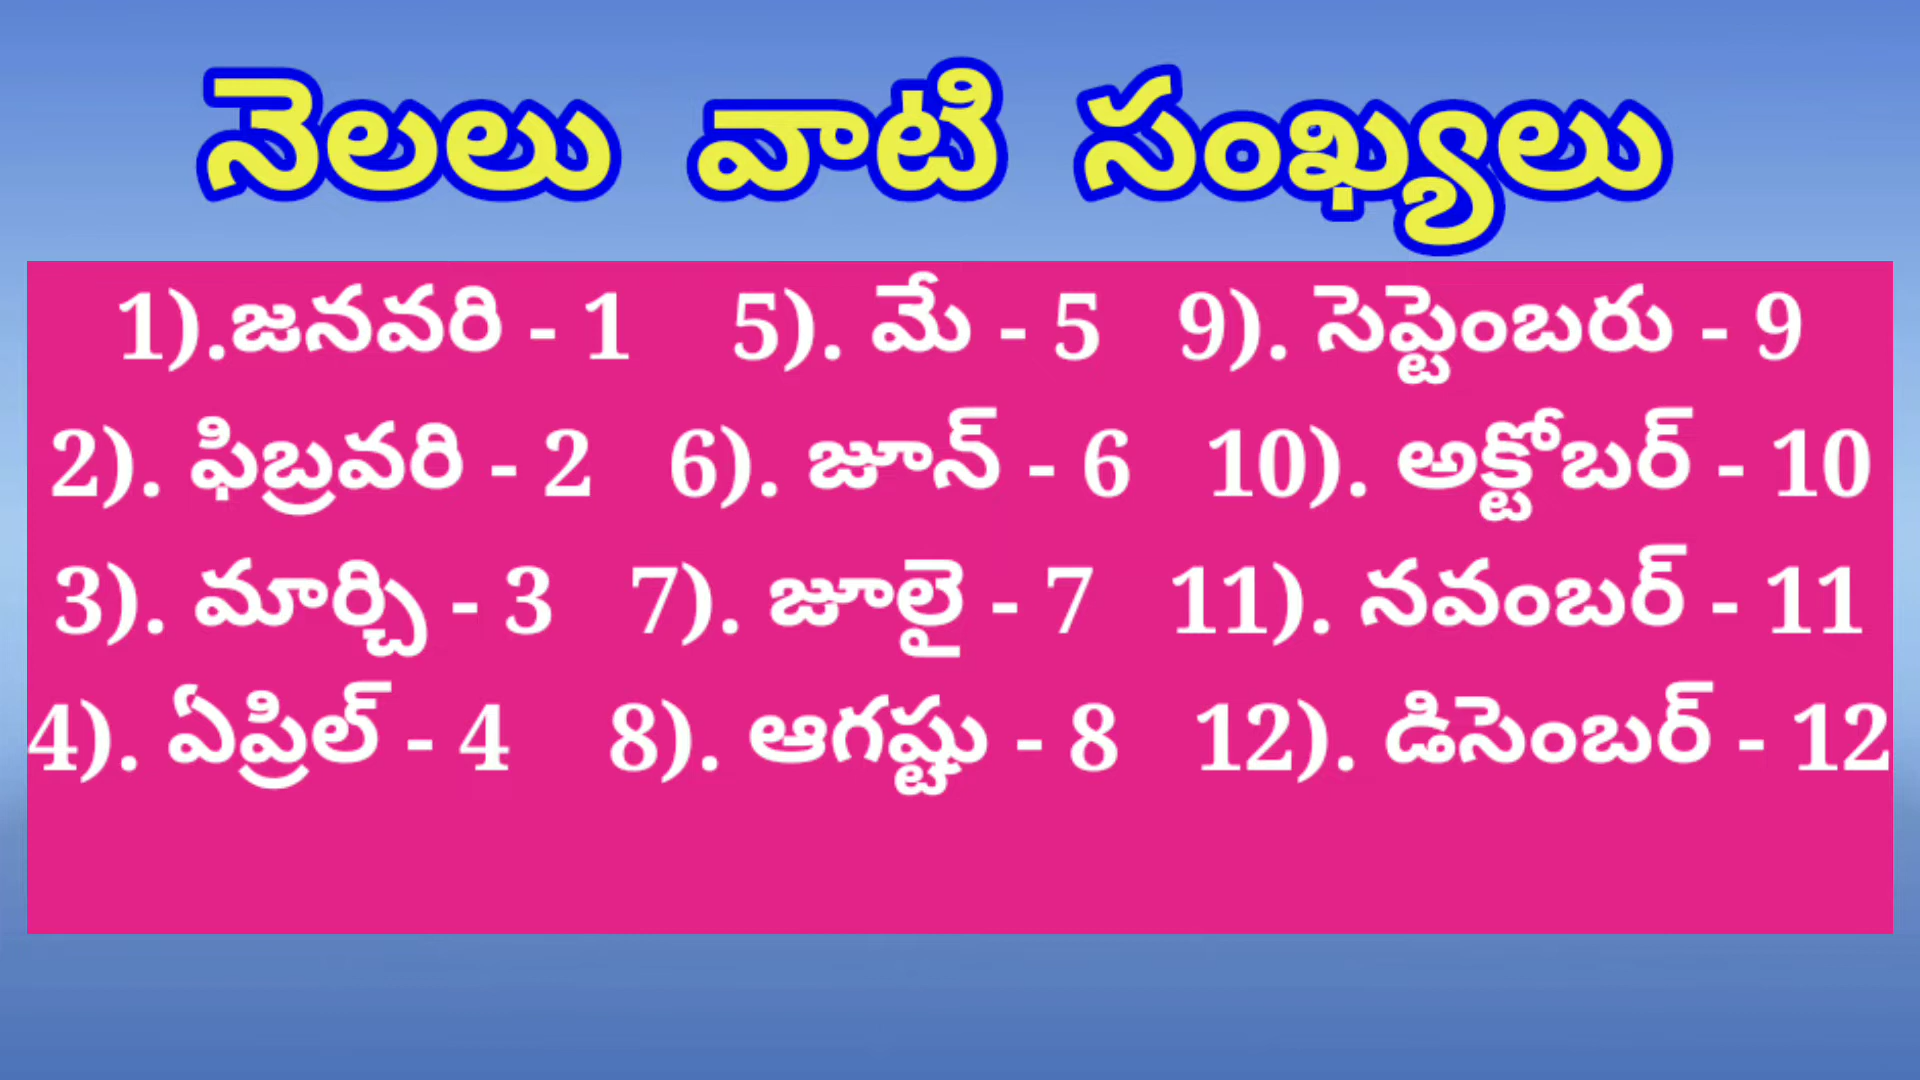 నెలలు వాటి సంఖ్యలు
1).జనవరి - 1 5). మే - 5 9). సెప్టెంబరు - 9
2). ఫిబ్రవరి - 2 6). జూన్ - 6 10). అక్టోబర్ - 10
3). మార్చి - 3 7). జూలై - 7 11). నవంబర్ - 11
4). ఏప్రిల్ - 4 8). ఆగష్టు - 8 12). డిసెంబర్ - 12